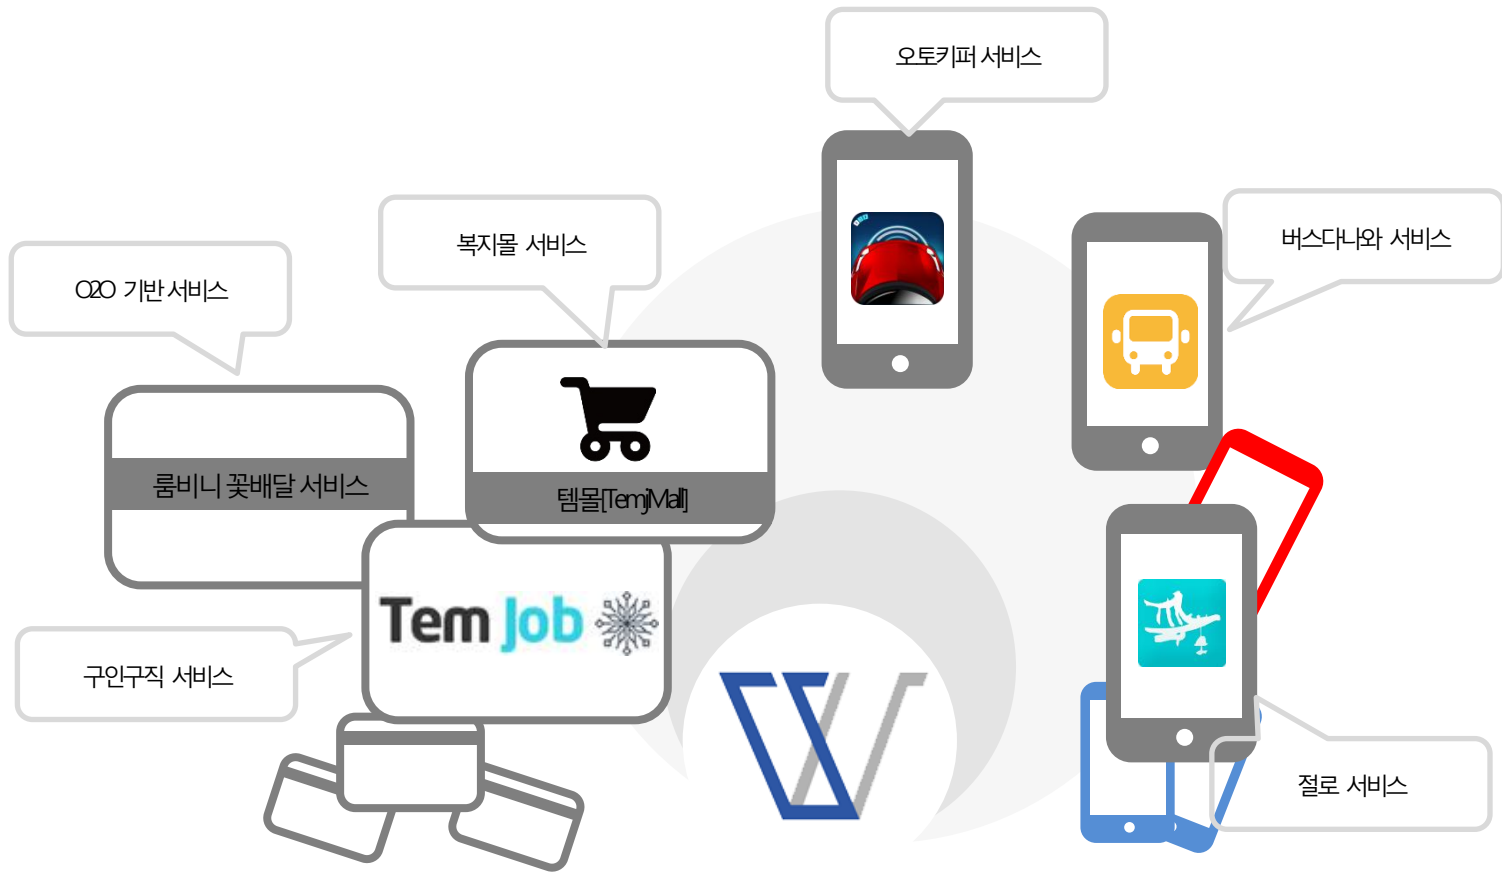 오토키퍼 서비스
복지몰 서비스
버스다나와 서비스
O2O 기반 서비스
룸비니 꽃배달 서비스
템몰[TemjMall]
Tem Job
구인구직 서비스
절로 서비스